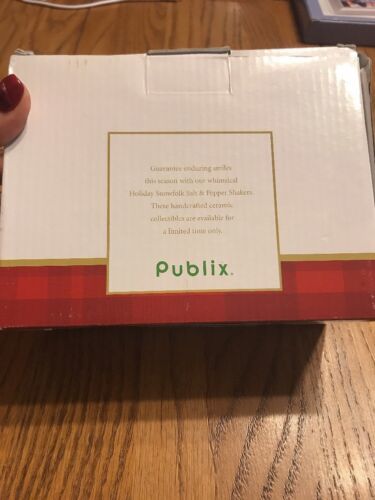 Guarantee enduring smiles
this season with our whimsical
Holiday Snowfolk Salt & Pepper Shakers.
These handcrafted ceramic
collectibles are available for
a limited time only.
Publix.